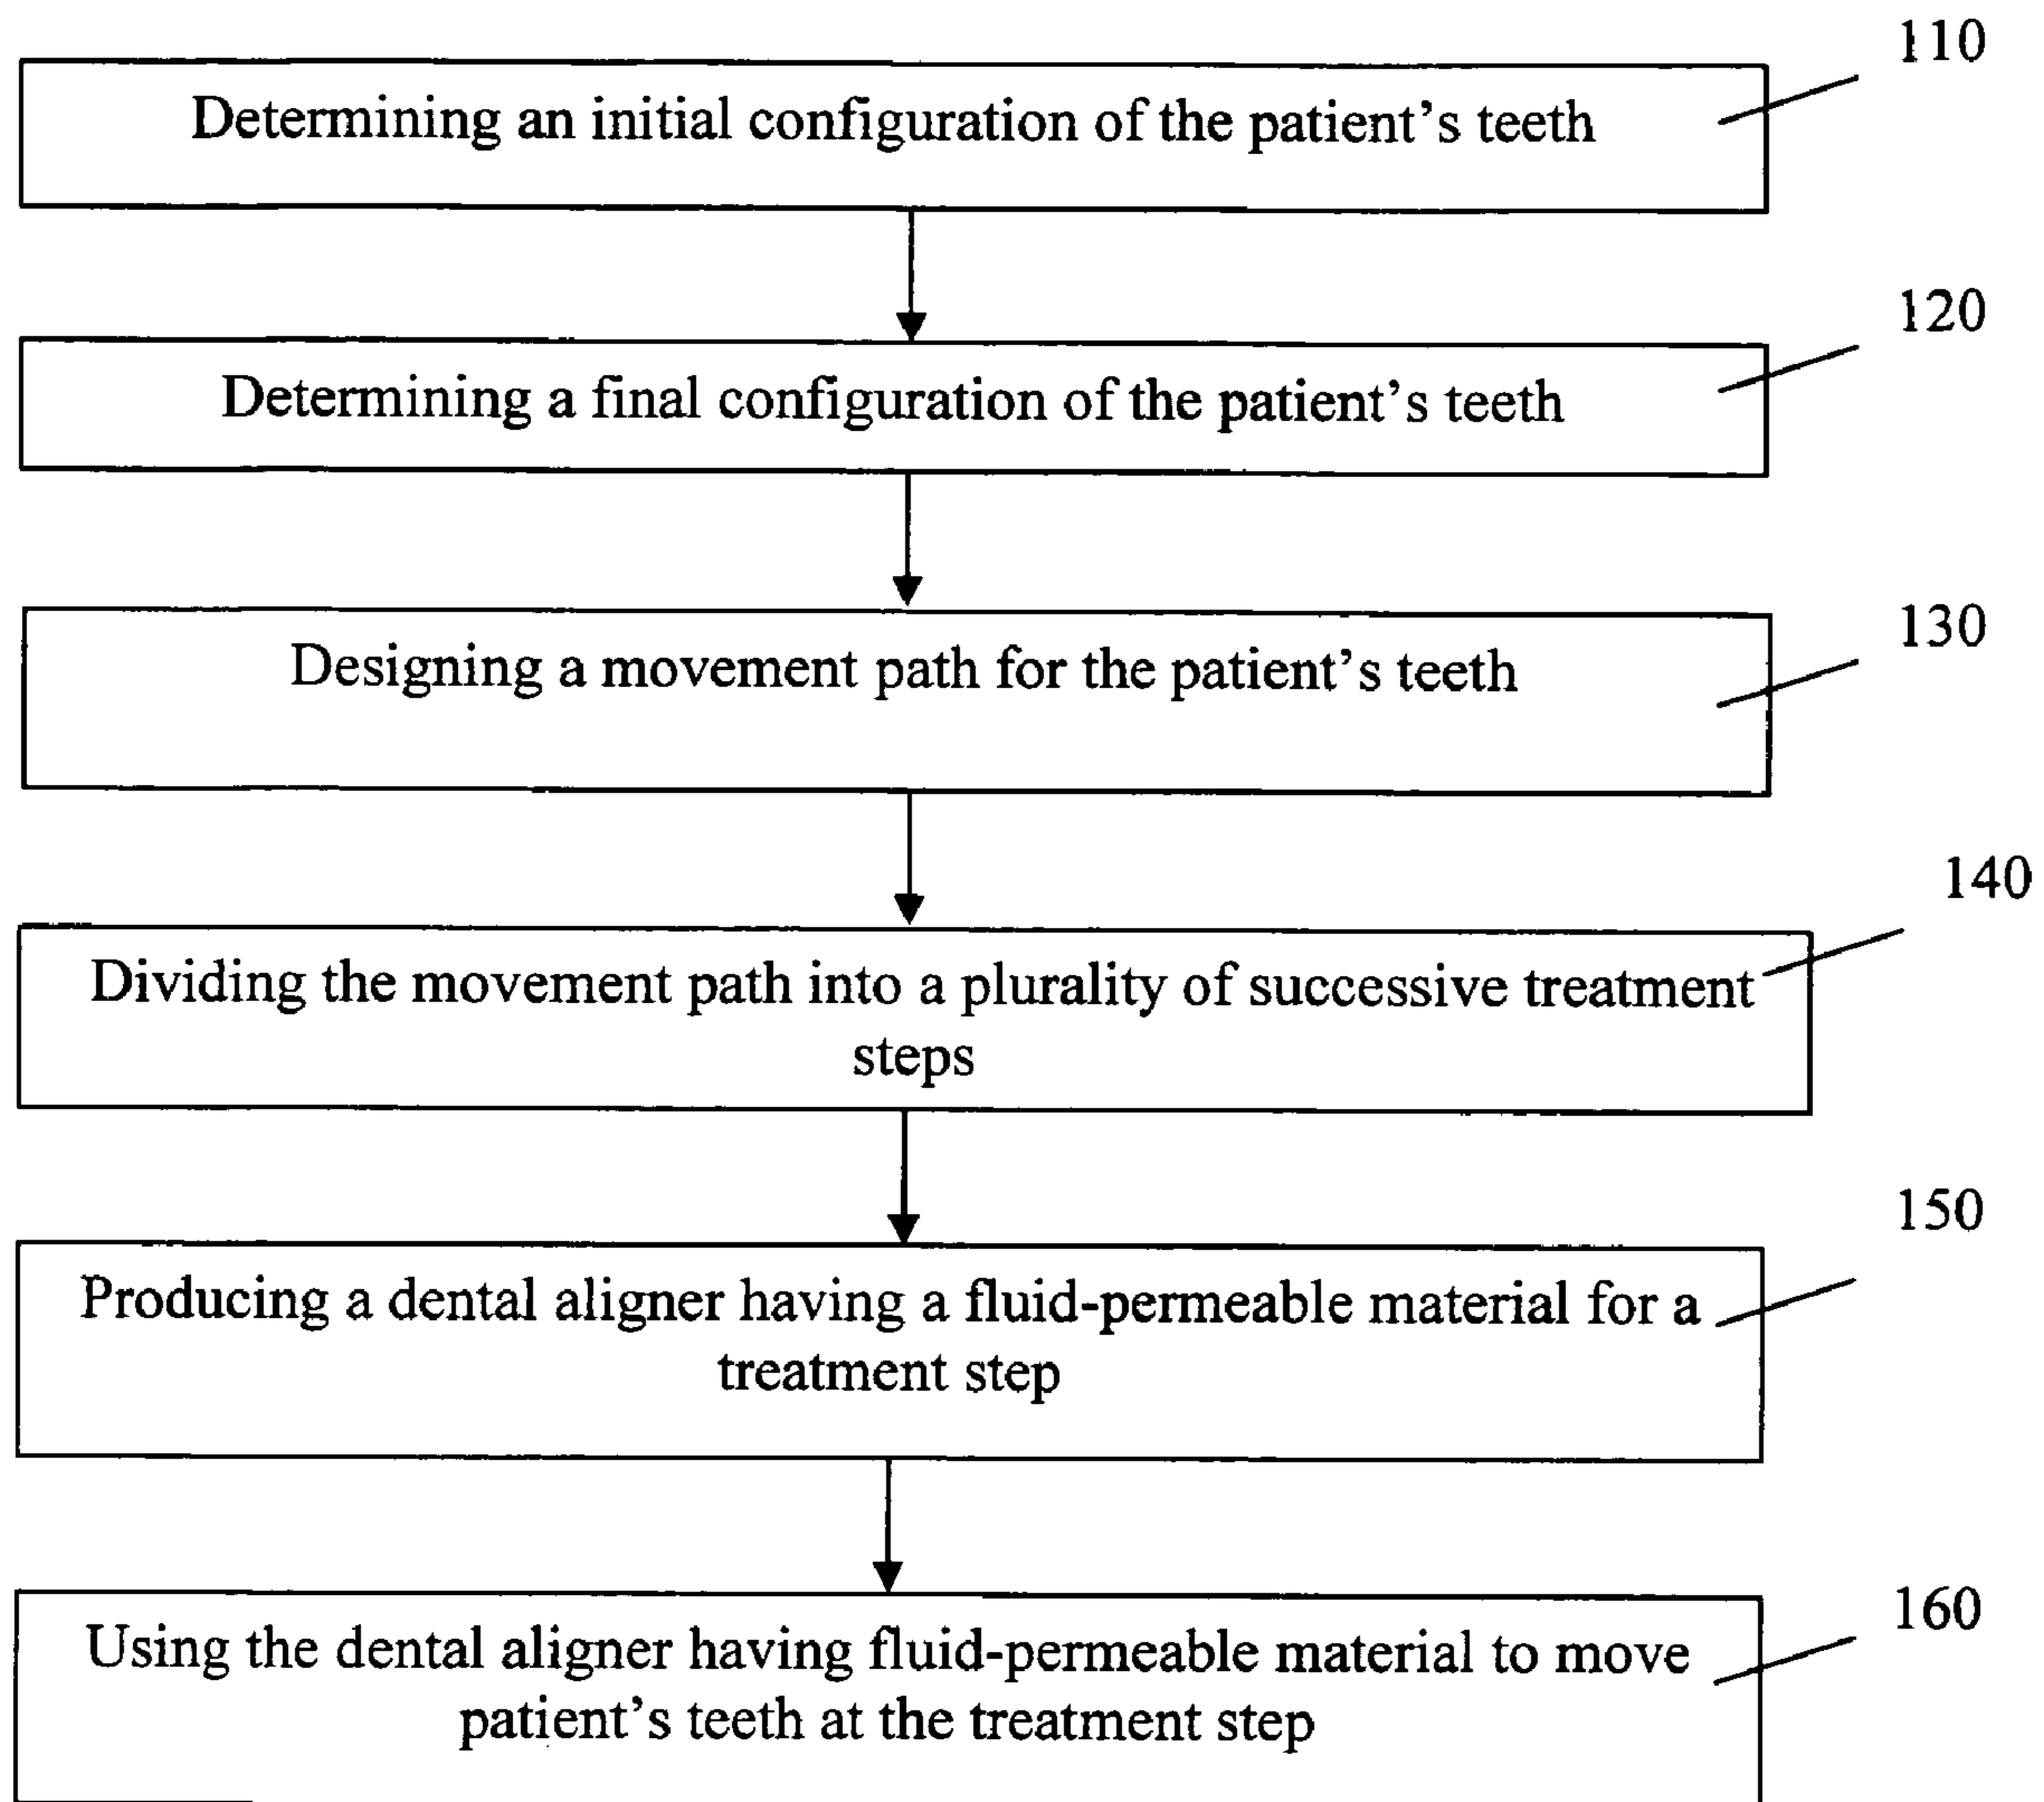 110
Determining an initial configuration of the patient's teeth
120
Determining a final configuration of the patient's teeth
130
Designing a movement path for the patient's teeth
140
Dividing the movement path into a plurality of successive treatment
steps
150
Producing a dental aligner having a fluid-permeable material for a
treatment step
160
Using the dental aligner having fluid-permeable material to move
patient's teeth at the treatment step